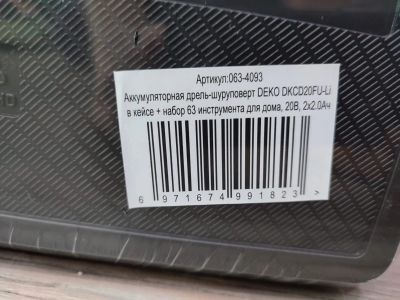 Артикул:063-4093
Аккумуляторная дрель-шуруповерт DEKO DKCD20FU-Li
в кейсе + набор 63 инструмента для дома, 20В, 2х2.0Ач
6 971674 991823 >